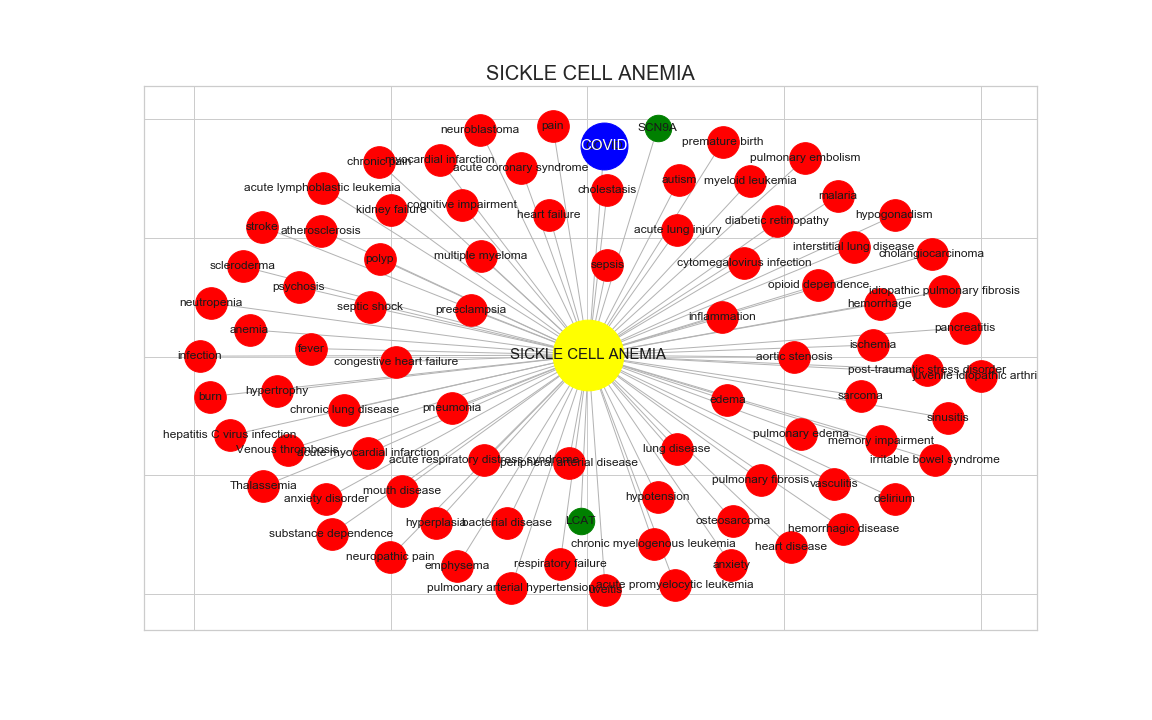 SICKLE CELL ANEMIA
neuroblastoma
pain
SCN9A
COVID
premature birth
chronic pain
myocardial infarction
acute coronary syndrome
pulmonary embolism
acute lymphoblastic leukemia
cholestasis
autism
myeloid leukemia
malaria
kidney failure
cognitive impairment
heart failure
diabetic retinopathy
hypogonadism
stroke
atherosclerosis
acute lung injury
interstitial lung disease
cholangiocarcinoma
scleroderma
polyp
multiple myeloma
sepsis
cytomegalovirus infection
psychosis
opioid dependence
idiopathic pulmonary fibrosis
neutropenia
septic shock
preeclampsia
hemorrhage
inflammation
anemia
pancreatitis
fever
ischemia
infection
congestive heart failure
SICKLE CELL ANEMIA
aortic stenosis
post-traumatic stress disorder
juvenile idiopathic arthri
burn
hypertrophy
edema
sarcoma
chronic lung disease
pneumonia
sinusitis
hepatitis C virus infection
pulmonary edema
memory impairment
venous thrombosis
acute myocardial infarction
acute respiratory distress syndrome
peripheral arterial disease
lung disease
irritable bowel syndrome
Thalassemia
mouth disease
pulmonary fibrosis
vasculitis
anxiety disorder
hypotension
delirium
substance dependence
hyperplasia
bacterial disease
LCAT
osteosarcoma
hemorrhagic disease
neuropathic pain
chronic myelogenous leukemia
heart disease
emphysema
respiratory failure
anxiety
pulmonary arterial hypertension
acute promyelocytic leukemia